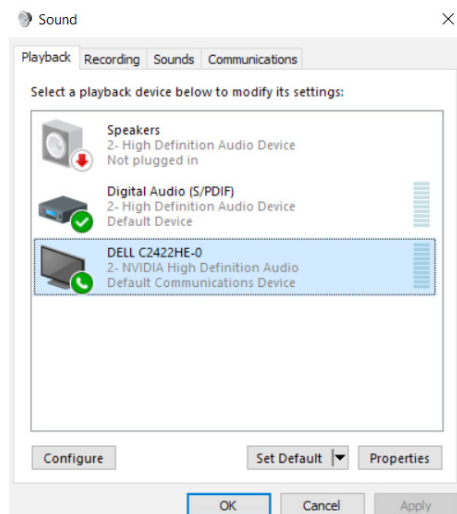 Sound
Playback Recording Sounds Communications
Select a playback device below to modify its settings:
Speakers
2- High Definition Audio Device
Not plugged in
Digital Audio (S/PDIF)
2- High Definition Audio Device
Default Device
DELL C2422HE-0
2- NVIDIA High Definition Audio
Default Communications Device
Configure Set Default Properties
OK Cancel Apply